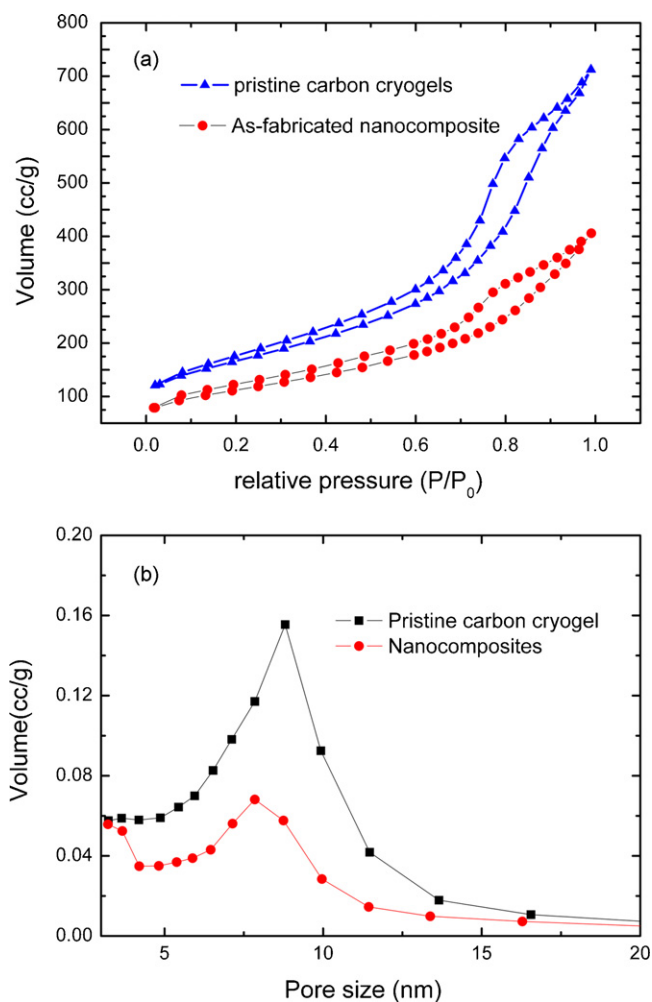 800
700
600
500
400
300
200
100
Volume (cc/g)
(a)
pristine carbon cryogels
As-fabricated nanocomposite
0.0 0.2 0.4 0.6 0.8 1.0
relative pressure (P/P0)
0.20
0.16
0.12
0.08
0.04
0.00
Volume(cc/g)
(b)
Pristine carbon cryogel
Nanocomposites
5 10 15 20
Pore size (nm)